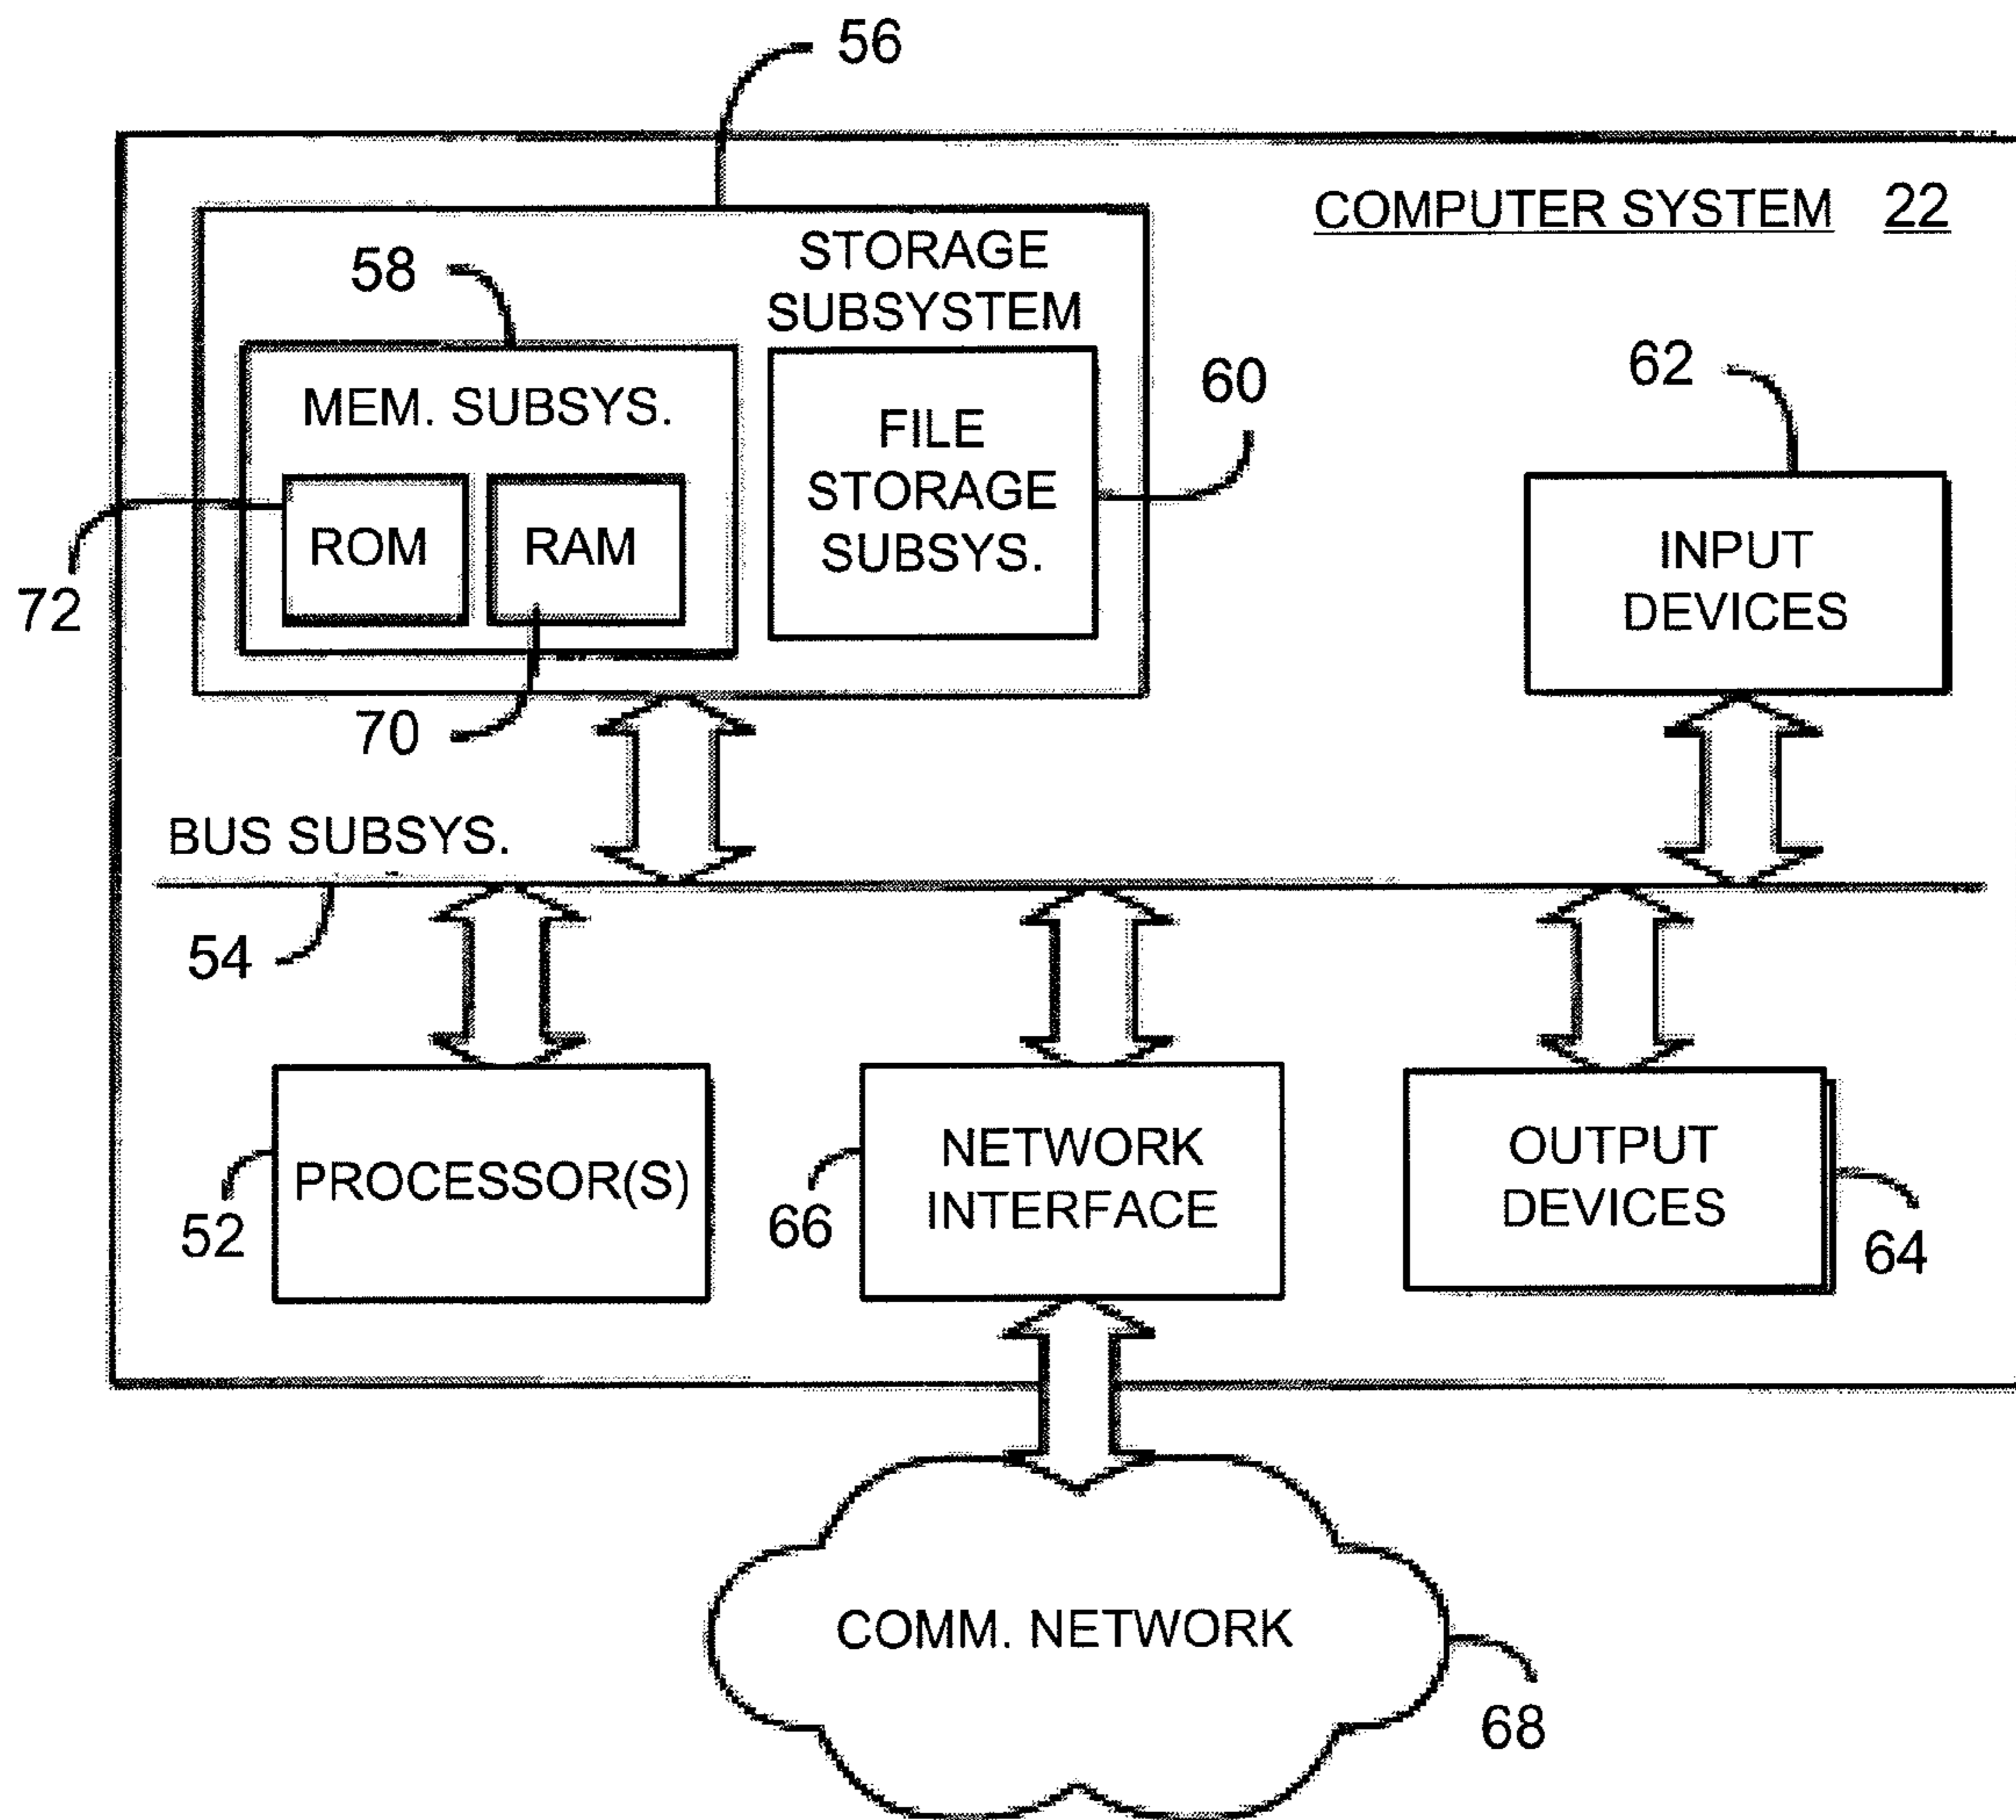 56
COMPUTER SYSTEM 22
STORAGE
SUBSYSTEM
58
MEM. SUBSYS.
62
60
FILE
STORAGE
SUBSYS.
ROM
RAM
INPUT
DEVICES
72
70
BUS SUBSYS.
54
PROCESSOR(S)
52
NETWORK
INTERFACE
66
OUTPUT
DEVICES
64
COMM. NETWORK
68